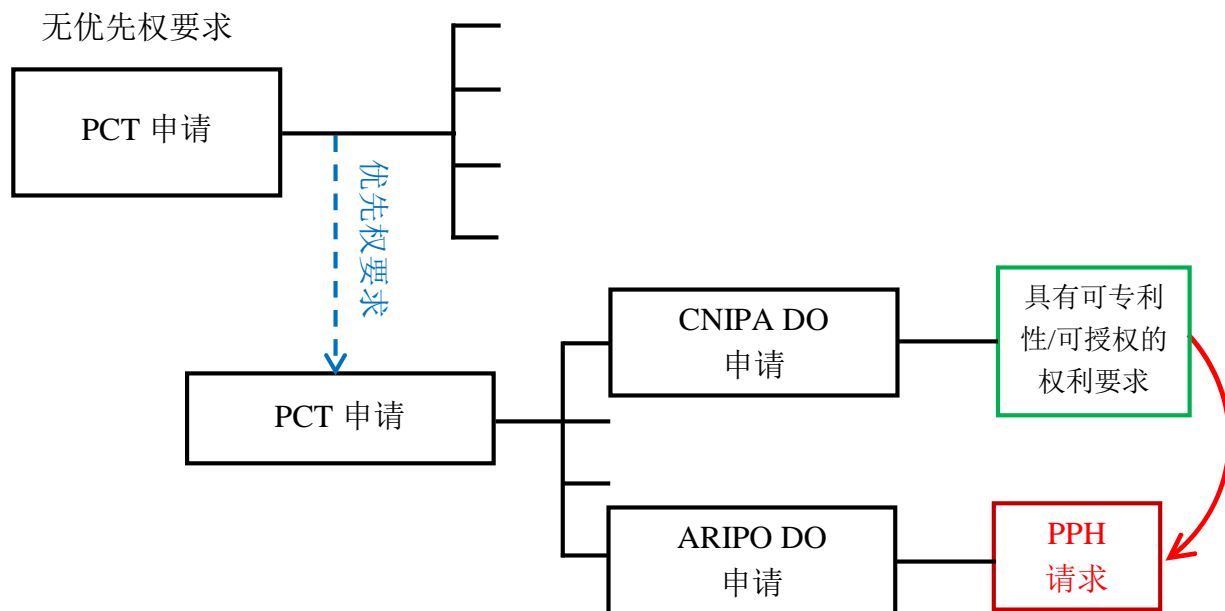 无优先权要求
PCT 申请
优先权要求
PCT 申请
CNIPA DO
申请
具有可专利
性/可授权的
权利要求
ARIPO DO
申请
PPH
请求